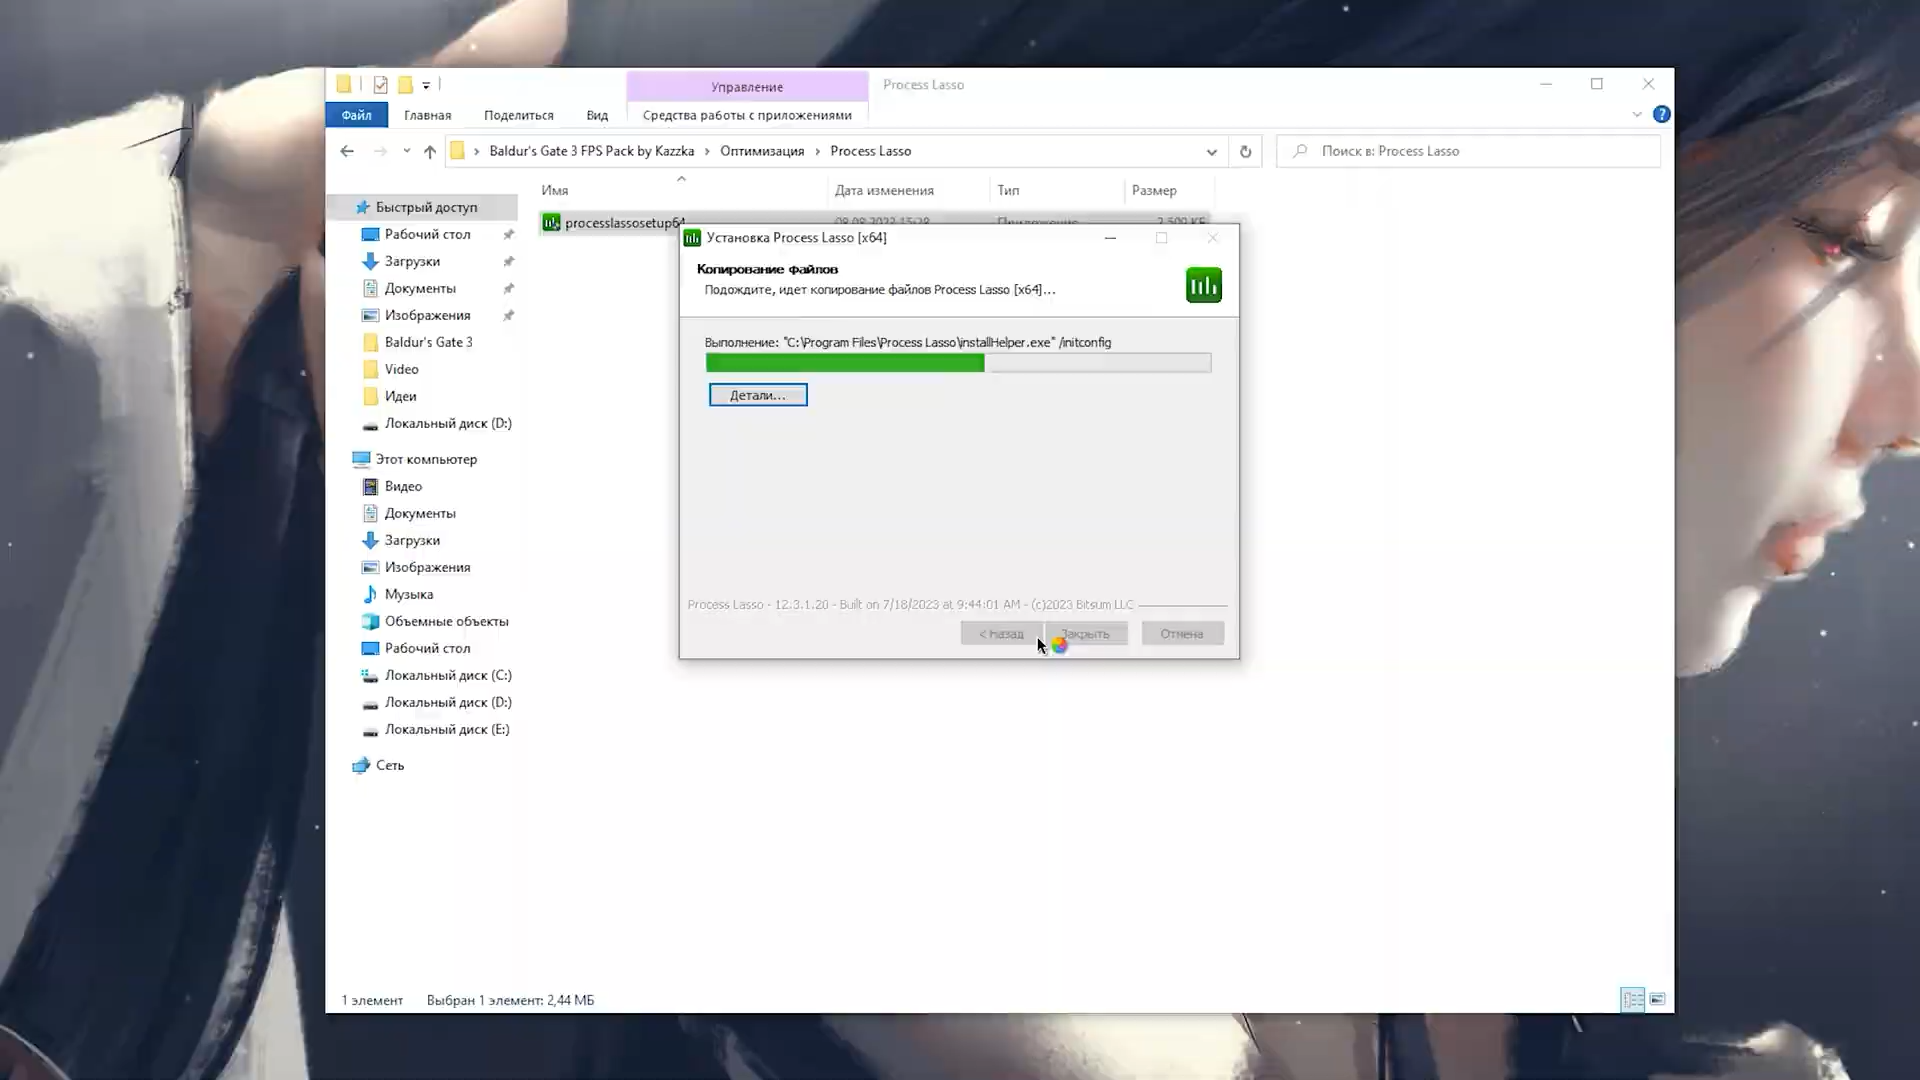 Управление
Process Lasso
Файл
Главная
Поделиться
Вид
Средства работы с приложениями
Baldur's Gate 3 FPS Pack by Kazzka > Оптимизация > Process Lasso
Поиск в: Process Lasso
Имя
Дата изменения
Тип
Размер
processlassosetup64
Приложение
2 509 КБ
Быстрый доступ
Рабочий стол
Загрузки
Документы
Изображения
Baldur's Gate 3
Video
Идеи
Локальный диск (D:)
Этот компьютер
Видео
Документы
Загрузки
Изображения
Музыка
Объемные объекты
Рабочий стол
Локальный диск (C:)
Локальный диск (D:)
Локальный диск (E:)
Сеть
Установка Process Lasso [x64]
Копирование файлов
Подождите, идет копирование файлов Process Lasso [x64]...
Выполнение: "C:\Program Files\Process Lasso\installHelper.exe" /initconfig
Детали...
Process Lasso - 12.3.1.20 - Built on 7/18/2023 at 9:44:01 AM - (c)2023 Bitsum LLC
< Назад
Закрыть
Отмена
1 элемент
Выбран 1 элемент: 2,44 МБ